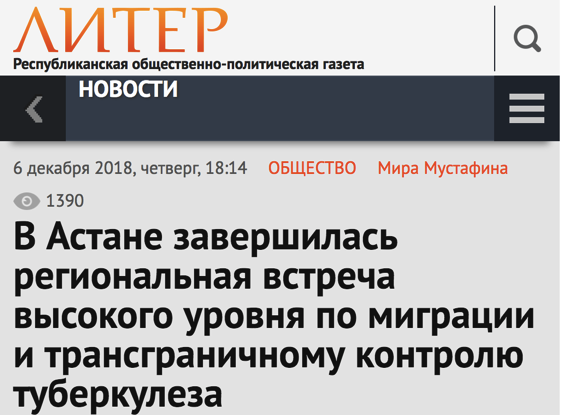 ЛИТЕР
Республиканская общественно-политическая газета
НОВОСТИ
6 декабря 2018, четверг, 18:14 ОБЩЕСТВО Мира Мустафина
1390
В Астане завершилась
региональная встреча
высокого уровня по миграции
и трансграничному контролю
туберкулеза